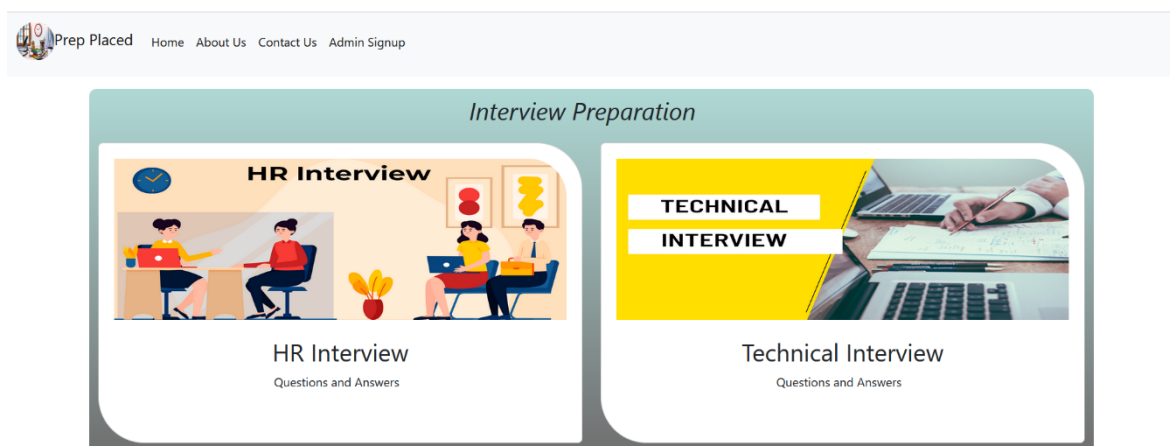 Prep Placed Home About Us Contact Us Admin Signup
Interview Preparation
HR Interview
TECHNICAL
INTERVIEW
HR Interview
Questions and Answers
Technical Interview
Questions and Answers